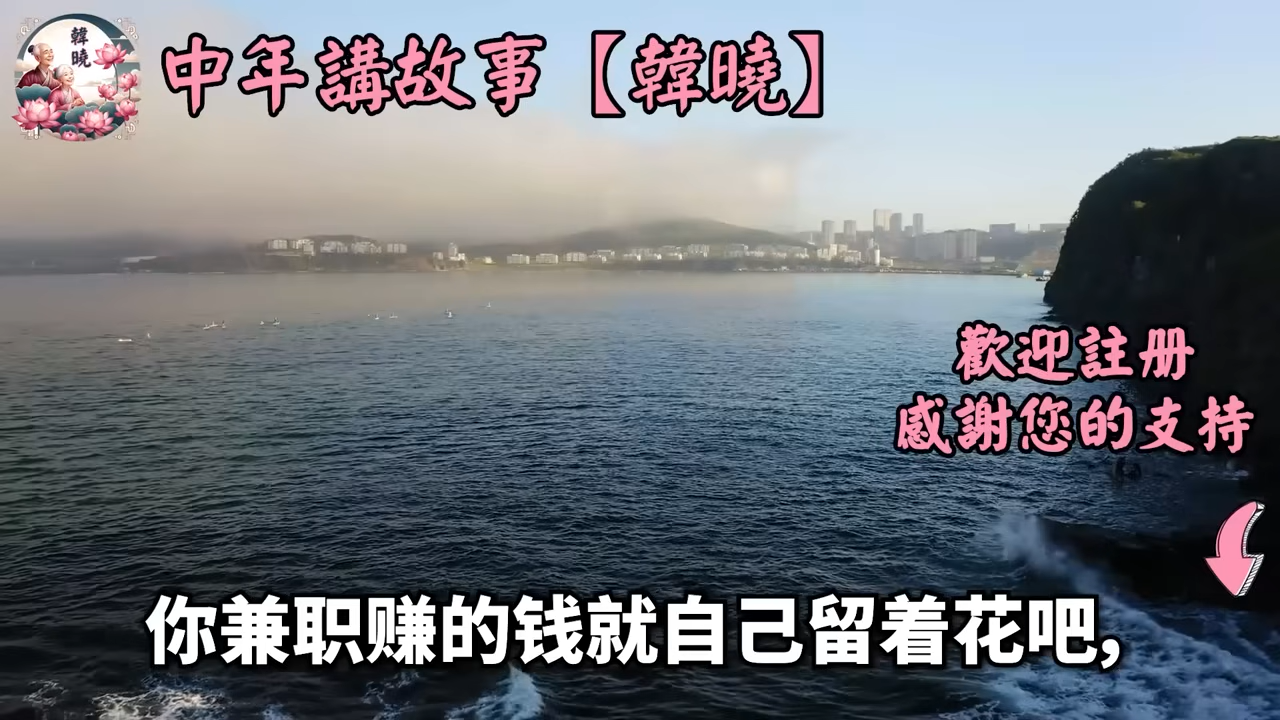 韓
曉
中年講故事【韓曉】
歡迎註册
感謝您的支持
你兼职赚的钱就自己留着花吧,